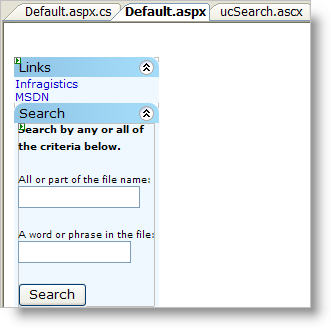 Default.aspx.cs Default.aspx ucSearch.ascx
Links
Infragistics
MSDN
Search
Search by any or all of
the criteria below.
All or part of the file name:
A word or phrase in the file:
Search